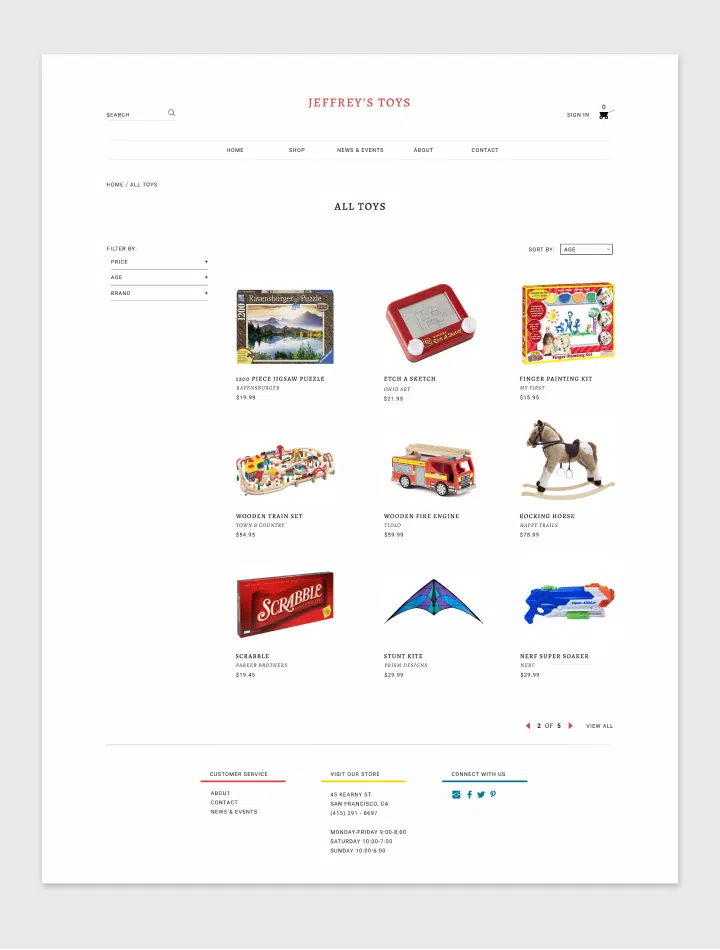 JEFFREY'S TOYS
SEARCH
SIGN IN
0
HOME SHOP NEWS & EVENTS ABOUT CONTACT
HOME / ALL TOYS
ALL TOYS
FILTER BY:
PRICE +
AGE +
BRAND +
SORT BY: AGE
1200
Ravensburger Puzzle
Etch A Sketch
Finger Painting Set
1200 PIECE JIGSAW PUZZLE
RAVENSBURGER
$19.99
ETCH A SKETCH
OHIO ART
$21.99
FINGER PAINTING KIT
MY FIRST
$15.95
WOODEN TRAIN SET
TOWN & COUNTRY
$54.95
WOODEN FIRE ENGINE
TIDLO
$59.99
ROCKING HORSE
HAPPY TRAILS
$78.99
SCRABBLE
SCRABBLE
PARKER BROTHERS
$19.45
STUNT KITE
PRISM DESIGNS
$29.99
NERF SUPER SOAKER
NERF
$29.99
2 OF 5 VIEW ALL
CUSTOMER SERVICE
ABOUT
CONTACT
NEWS & EVENTS
VISIT OUR STORE
45 KEARNY ST.
SAN FRANCISCO, CA
(415) 291 - 8697
MONDAY-FRIDAY 9:00-8:00
SATURDAY 10:00-7:00
SUNDAY 10:00-6:00
CONNECT WITH US